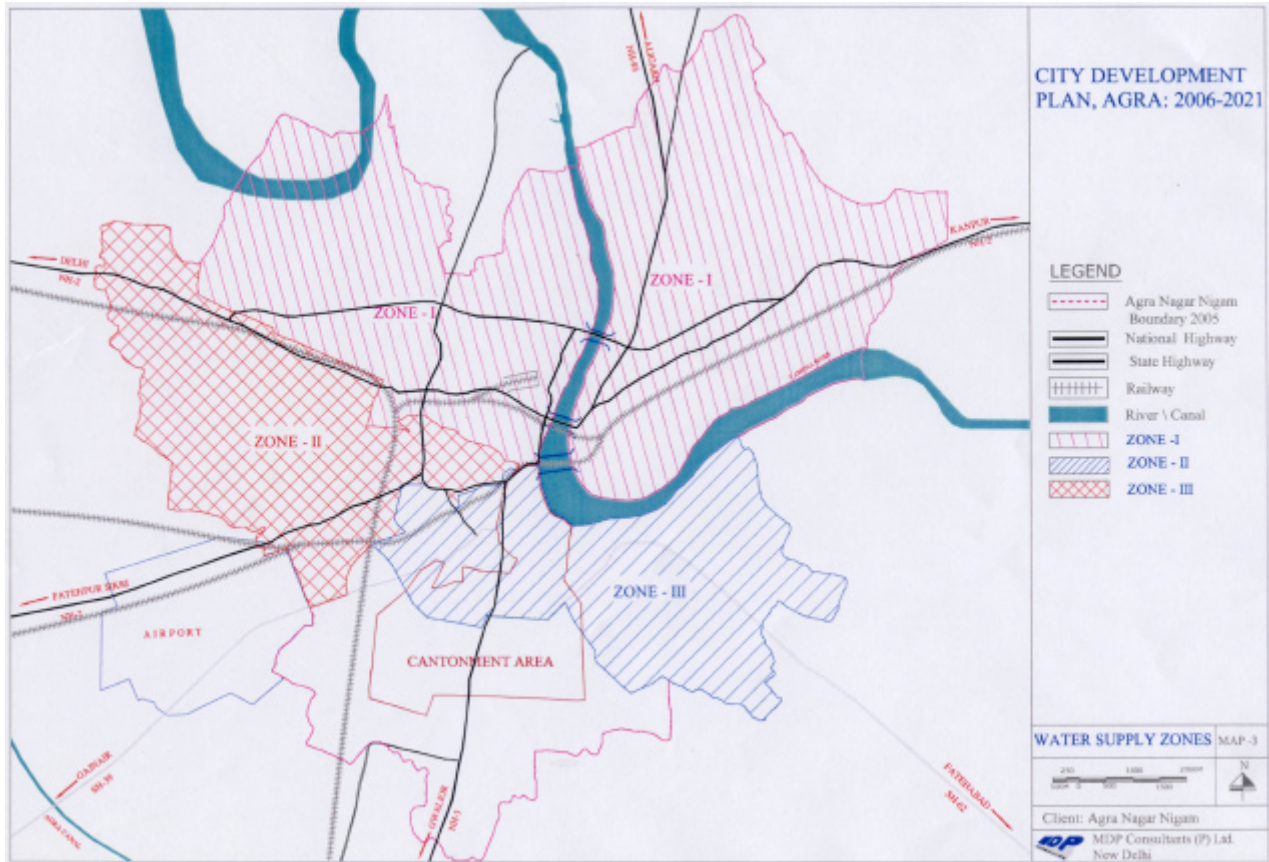 CITY DEVELOPMENT
PLAN, AGRA: 2006-2021
ALIGARH
KANPUR
NH-2
DELHI
NH-2
ZONE - I
ZONE - I
ZONE - II
ZONE - III
CANTONMENT AREA
AIRPORT
GWALIOR
NH-3
FATEHABAD
SH-62
AGRA CANAL
LEGEND
Agra Nagar Nigam
Boundary 2005
National Highway
State Highway
Railway
River \ Canal
ZONE -I
ZONE - II
ZONE - III
WATER SUPPLY ZONES
MAP -3
N
Client: Agra Nagar Nigam
MDP
MDP Consultants (P) Ltd.
New Delhi